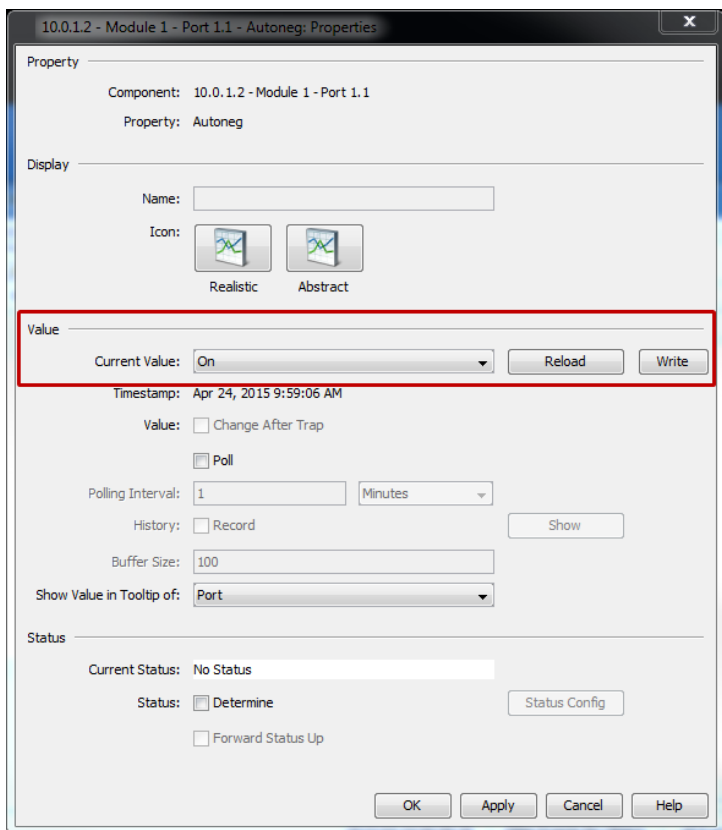 10.0.1.2 - Module 1 - Port 1.1 - Autoneg: Properties
x
Property
Component: 10.0.1.2 - Module 1 - Port 1.1
Property: Autoneg
Display
Name:
Icon:
Realistic Abstract
Value
Current Value: On Reload Write
Timestamp: Apr 24, 2015 9:59:06 AM
Value: Change After Trap
Poll
Polling Interval: 1 Minutes
History: Record Show
Buffer Size: 100
Show Value in Tooltip of: Port
Status
Current Status: No Status
Status: Determine Status Config
Forward Status Up
OK Apply Cancel Help